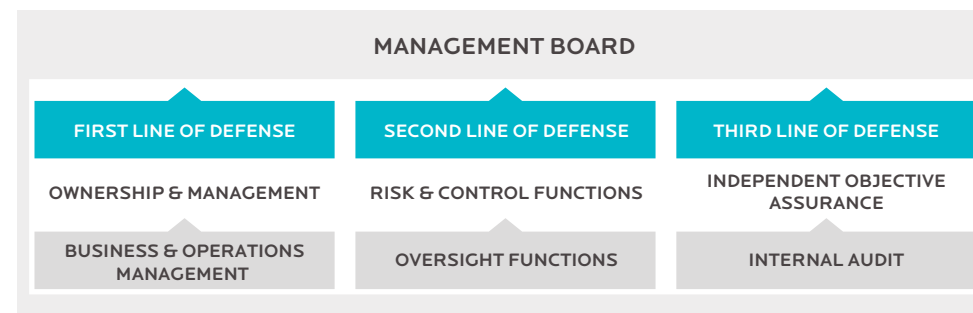 MANAGEMENT BOARD
FIRST LINE OF DEFENSE
SECOND LINE OF DEFENSE
THIRD LINE OF DEFENSE
OWNERSHIP & MANAGEMENT
RISK & CONTROL FUNCTIONS
INDEPENDENT OBJECTIVE
ASSURANCE
BUSINESS & OPERATIONS
MANAGEMENT
OVERSIGHT FUNCTIONS
INTERNAL AUDIT